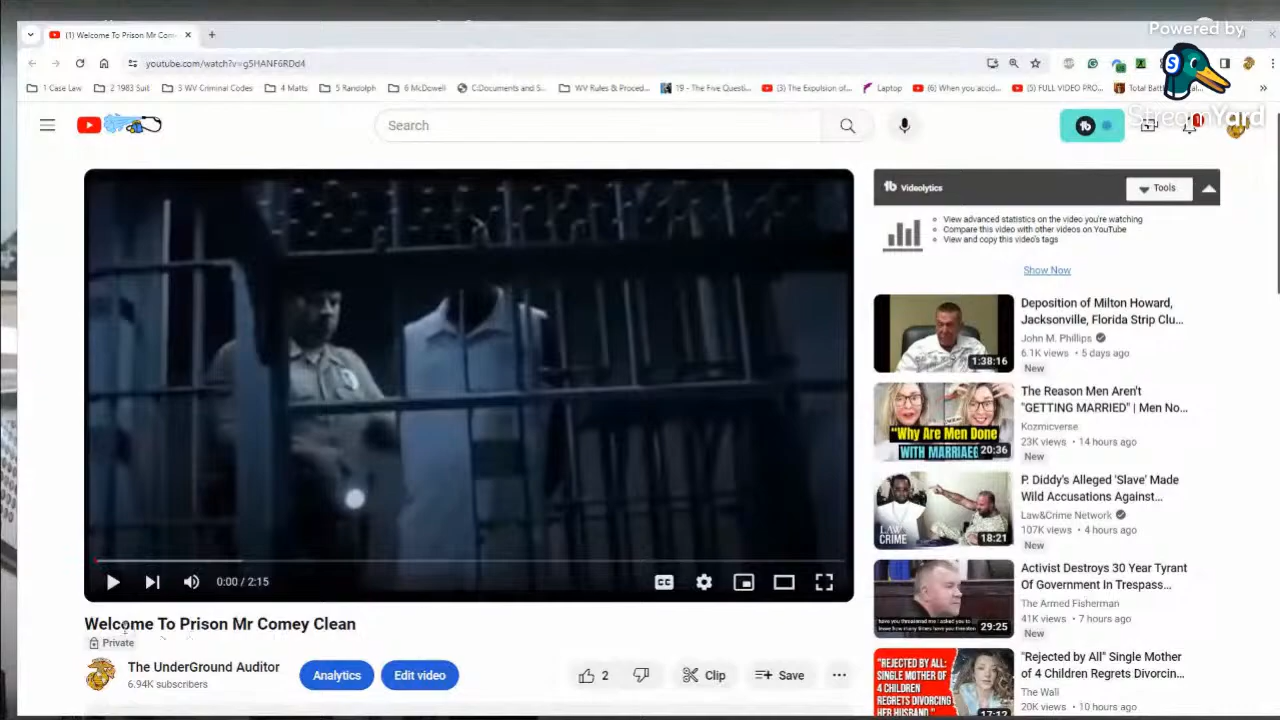 Powered by
StreamYard
(1) Welcome To Prison Mr Com
youtube.com/watch?v=g5HANF6RDd4
1 Case Law
2 1983 Suit
3 WV Criminal Codes
4 Matts
5 Randolph
6 McDowell
C:Documents and S...
WV Rules & Proced...
19 - The Five Questi...
(3) The Expulsion of...
Laptop
(6) When you'accid...
(5) FULL VIDEO PRO...
Total Batt
Search
Videolytics
Tools
View advanced statistics on the video you're watching
Compare this video with other videos on YouTube
View and copy this video's tags
Show Now
Deposition of Milton Howard,
Jacksonville, Florida Strip Clu...
John M. Phillips
6.1K views • 5 days ago
New
1:38:16
The Reason Men Aren't
"GETTING MARRIED" | Men No...
Kozmicverse
23K views • 14 hours ago
New
"Why Are Men Done
WITH MARRIAEG
20:36
P. Diddy's Alleged 'Slave' Made
Wild Accusations Against...
Law&Crime Network
107K views • 4 hours ago
New
LAW&
CRIME
18:21
Activist Destroys 30 Year Tyrant
Of Government In Trespass...
The Armed Fisherman
41K views • 7 hours ago
New
29:25
"Rejected by All" Single Mother
of 4 Children Regrets Divorcin...
The Wall
20K views • 10 hours ago
"REJECTED BY ALL:
SINGLE MOTHER OF
4 CHILDREN
REGRETS DIVORCING
HER HUSBAND."
17:12
0:00 / 2:15
Welcome To Prison Mr Comey Clean
Private
The UnderGround Auditor
6.94K subscribers
Analytics
Edit video
2
Clip
Save